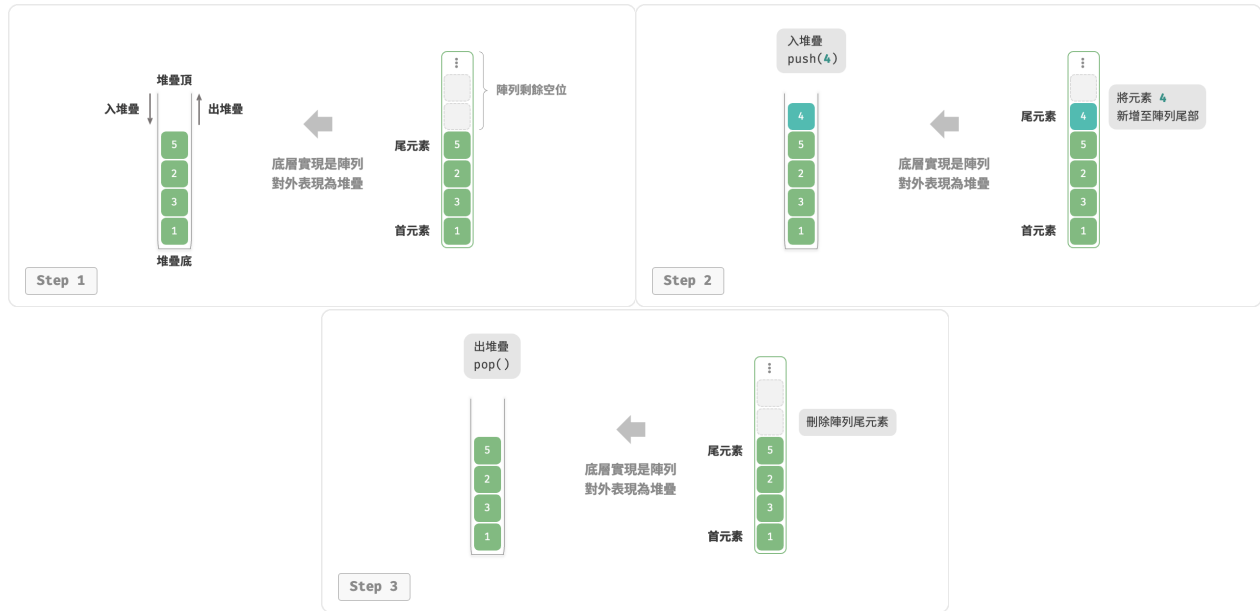 堆疊頂
入堆疊
出堆疊
5
2
3
1
堆疊底
底層實現是陣列
對外表現為堆疊
⋮
陣列剩餘空位
尾元素
5
2
3
首元素
1
Step 1
入堆疊
push(4)
4
5
2
3
1
底層實現是陣列
對外表現為堆疊
⋮
尾元素
4
將元素 4
新增至陣列尾部
5
2
3
首元素
1
Step 2
出堆疊
pop()
5
2
3
1
底層實現是陣列
對外表現為堆疊
⋮
刪除陣列尾元素
尾元素
5
2
3
首元素
1
Step 3